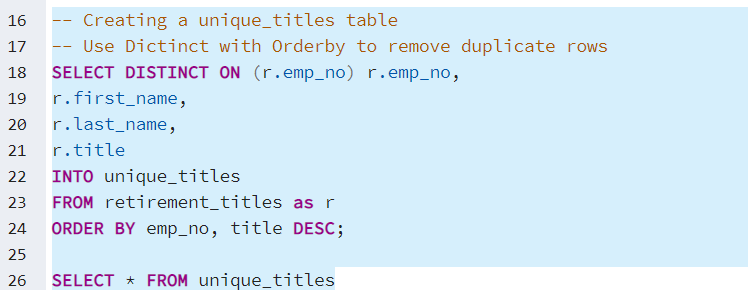 16 -- Creating a unique_titles table
17 -- Use Dictinct with Orderby to remove duplicate rows
18 SELECT DISTINCT ON (r.emp_no) r.emp_no,
19 r.first_name,
20 r.last_name,
21 r.title
22 INTO unique_titles
23 FROM retirement_titles as r
24 ORDER BY emp_no, title DESC;
25
26 SELECT * FROM unique_titles